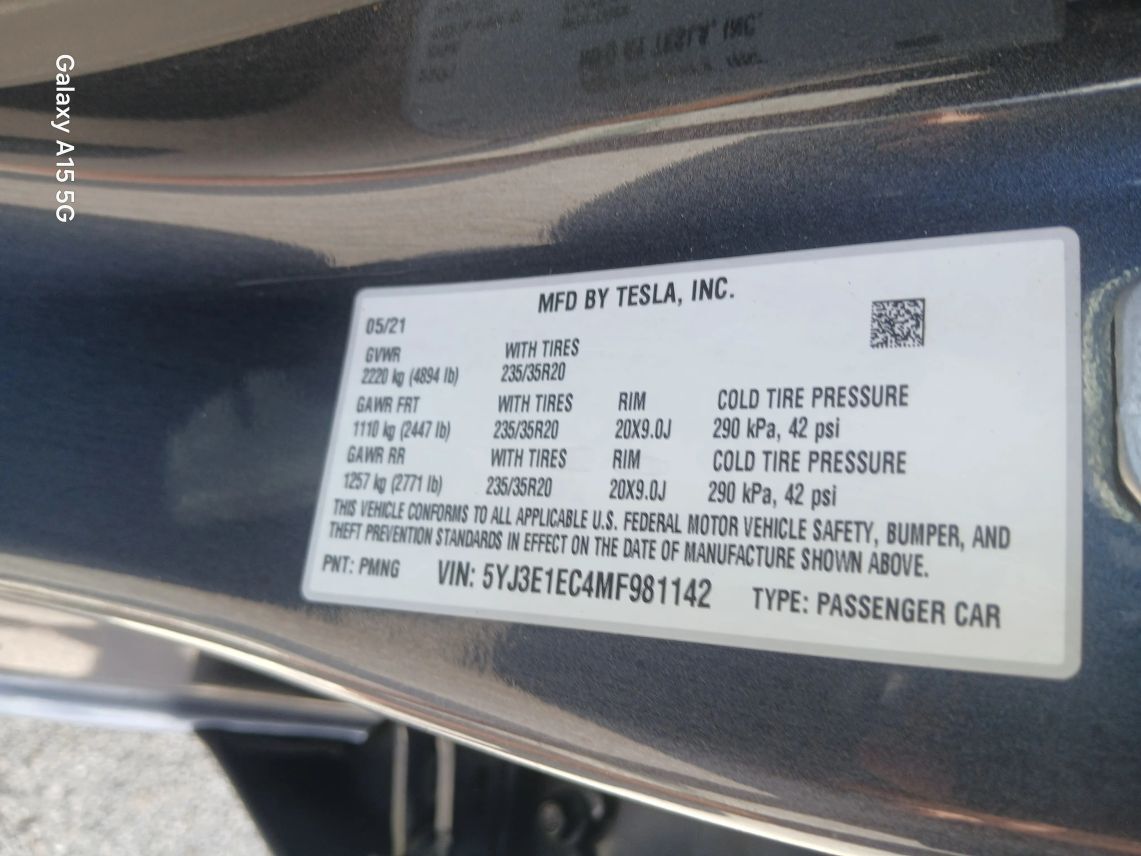 Galaxy A15 5G
MFD BY TESLA, INC.
05/21
GVWR WITH TIRES
2220 kg (4894 lb) 235/35R20
GAWR FRT WITH TIRES RIM COLD TIRE PRESSURE
1110 kg (2447 lb) 235/35R20 20X9.0J 290 kPa, 42 psi
GAWR RR WITH TIRES RIM COLD TIRE PRESSURE
1257 kg (2771 lb) 235/35R20 20X9.0J 290 kPa, 42 psi
THIS VEHICLE CONFORMS TO ALL APPLICABLE U.S. FEDERAL MOTOR VEHICLE SAFETY, BUMPER, AND
THEFT PREVENTION STANDARDS IN EFFECT ON THE DATE OF MANUFACTURE SHOWN ABOVE.
PNT: PMNG VIN: 5YJ3E1EC4MF981142 TYPE: PASSENGER CAR